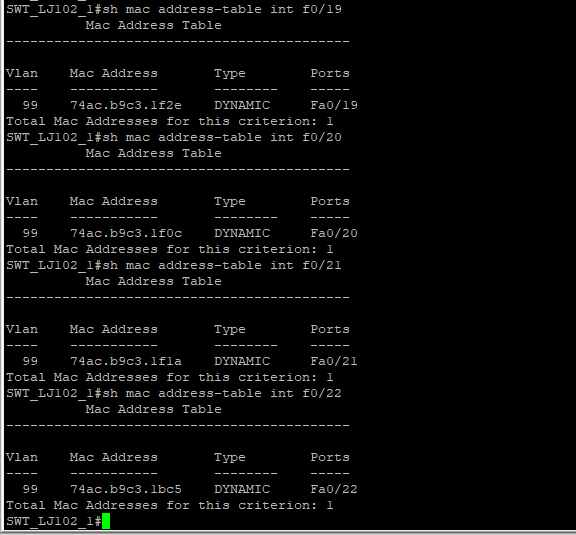 SWT_LJ102_1#sh mac address-table int f0/19
          Mac Address Table
-------------------------------------------

Vlan    Mac Address       Type        Ports
----    -----------       --------    -----
  99    74ac.b9c3.1f2e    DYNAMIC     Fa0/19
Total Mac Addresses for this criterion: 1
SWT_LJ102_1#sh mac address-table int f0/20
          Mac Address Table
-------------------------------------------

Vlan    Mac Address       Type        Ports
----    -----------       --------    -----
  99    74ac.b9c3.1f0c    DYNAMIC     Fa0/20
Total Mac Addresses for this criterion: 1
SWT_LJ102_1#sh mac address-table int f0/21
          Mac Address Table
-------------------------------------------

Vlan    Mac Address       Type        Ports
----    -----------       --------    -----
  99    74ac.b9c3.1f1a    DYNAMIC     Fa0/21
Total Mac Addresses for this criterion: 1
SWT_LJ102_1#sh mac address-table int f0/22
          Mac Address Table
-------------------------------------------

Vlan    Mac Address       Type        Ports
----    -----------       --------    -----
  99    74ac.b9c3.1bc5    DYNAMIC     Fa0/22
Total Mac Addresses for this criterion: 1
SWT_LJ102_1#